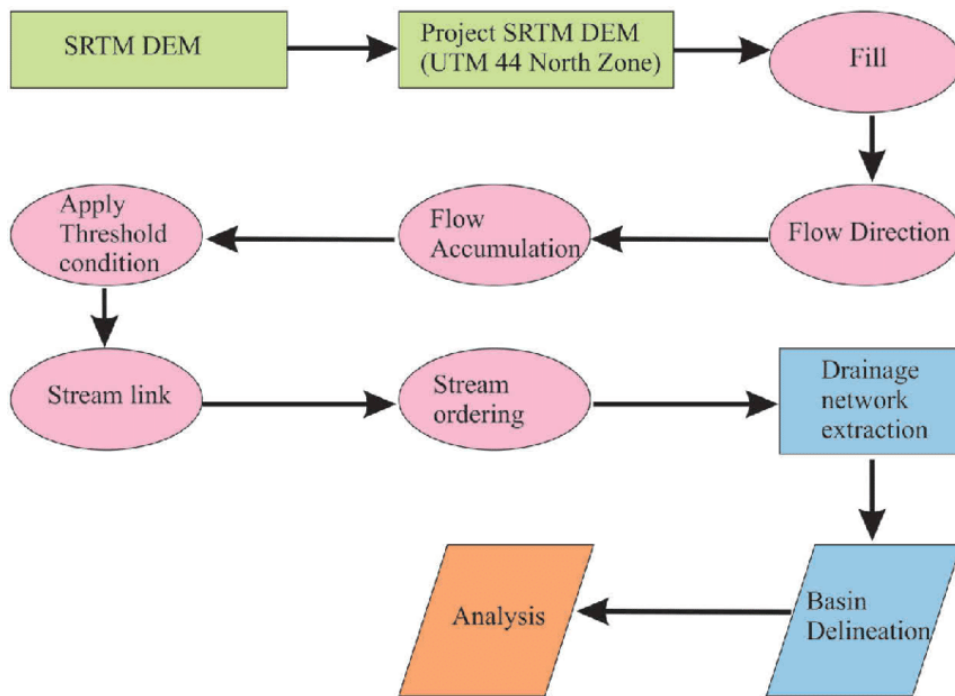 SRTM DEM
Project SRTM DEM
(UTM 44 North Zone)
Fill
Apply
Threshold
condition
Flow
Accumulation
Flow Direction
Stream link
Stream
ordering
Drainage
network
extraction
Analysis
Basin
Delineation